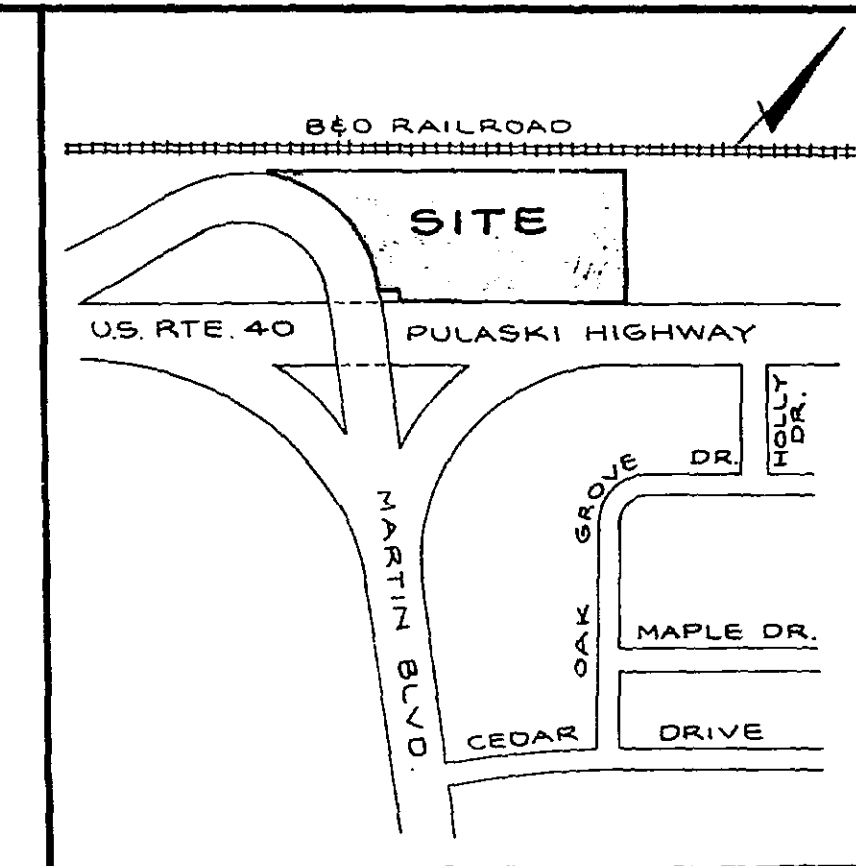 B&O RAILROAD
SITE
U.S. RTE. 40
PULASKI HIGHWAY
HOLLY
DR.
OAK GROVE DR.
MARTIN BLVD.
MAPLE DR.
CEDAR DRIVE